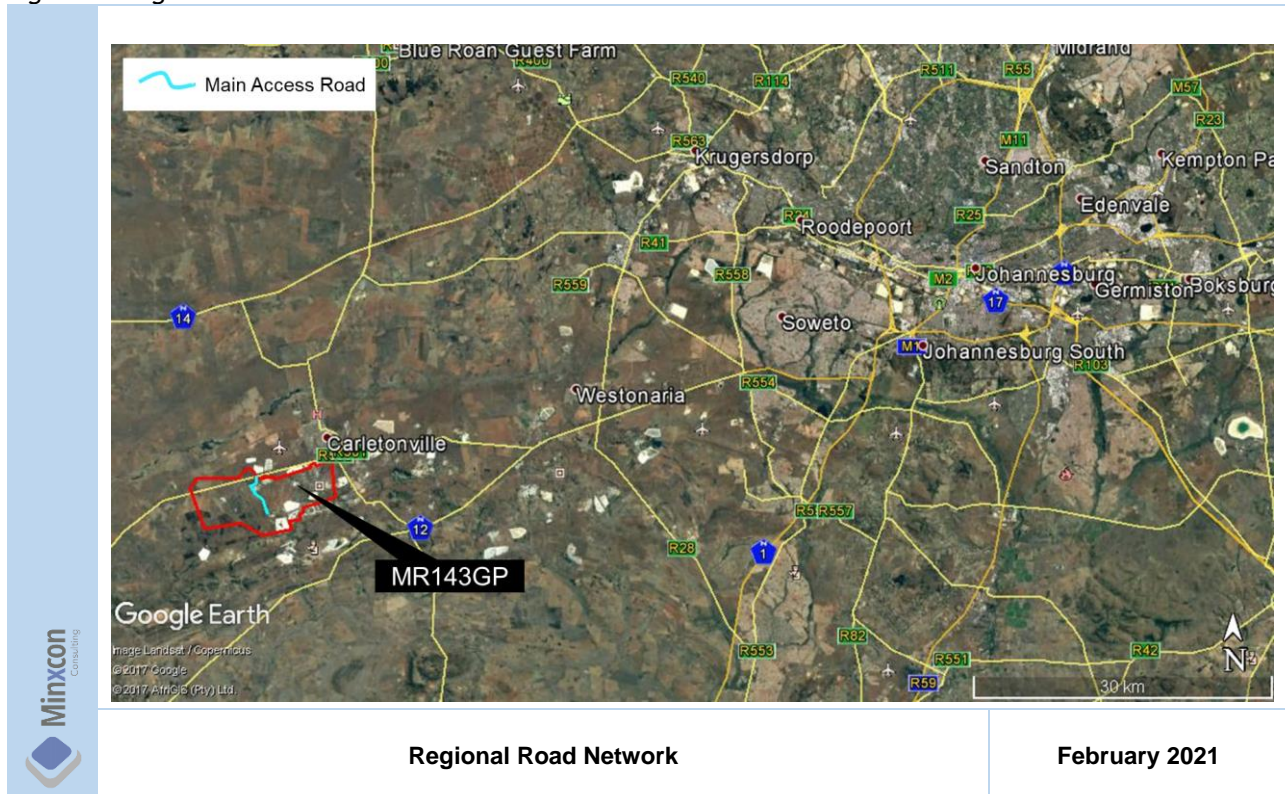 Main Access Road
Blue Roan Guest Farm
R400
R540
R114
R511
R55
Midrand
M57
R23
M11
R563
Krugersdorp
Sandton
Kempton Pa
R24
Roodepoort
R25
Edenvale
R41
R559
R558
M2
Johannesburg
17
Germiston
Boksburg
14
Soweto
M1
Johannesburg South
R103
Westonaria
R554
Carletonville
12
R557
R28
1
MR143GP
Google Earth
Image Landsat / Copernicus
©2017 Google
©2017 AfriGIS (Pty) Ltd.
R553
R82
R551
R42
R59
N
30 km
Minxcon
Consulting
Regional Road Network
February 2021